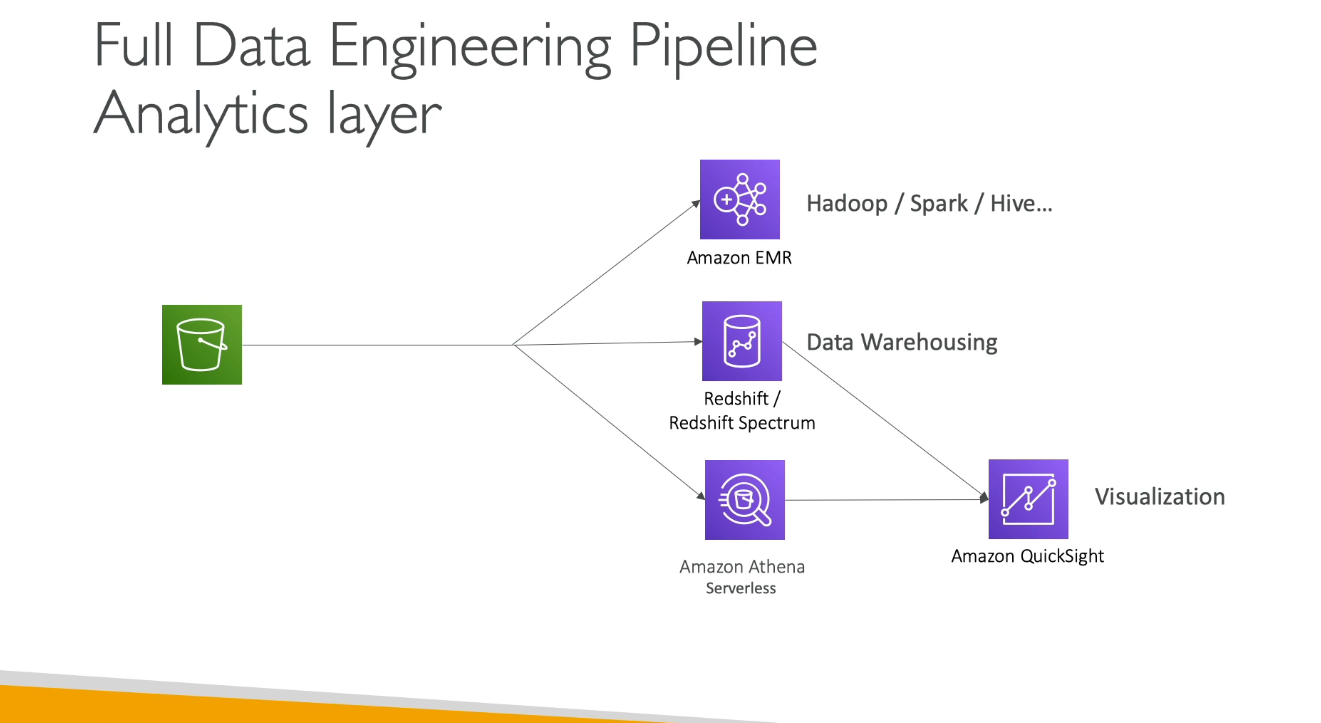 Full Data Engineering Pipeline
Analytics layer
Hadoop / Spark / Hive...
Amazon EMR
Data Warehousing
Redshift /
Redshift Spectrum
Visualization
Amazon QuickSight
Amazon Athena
Serverless